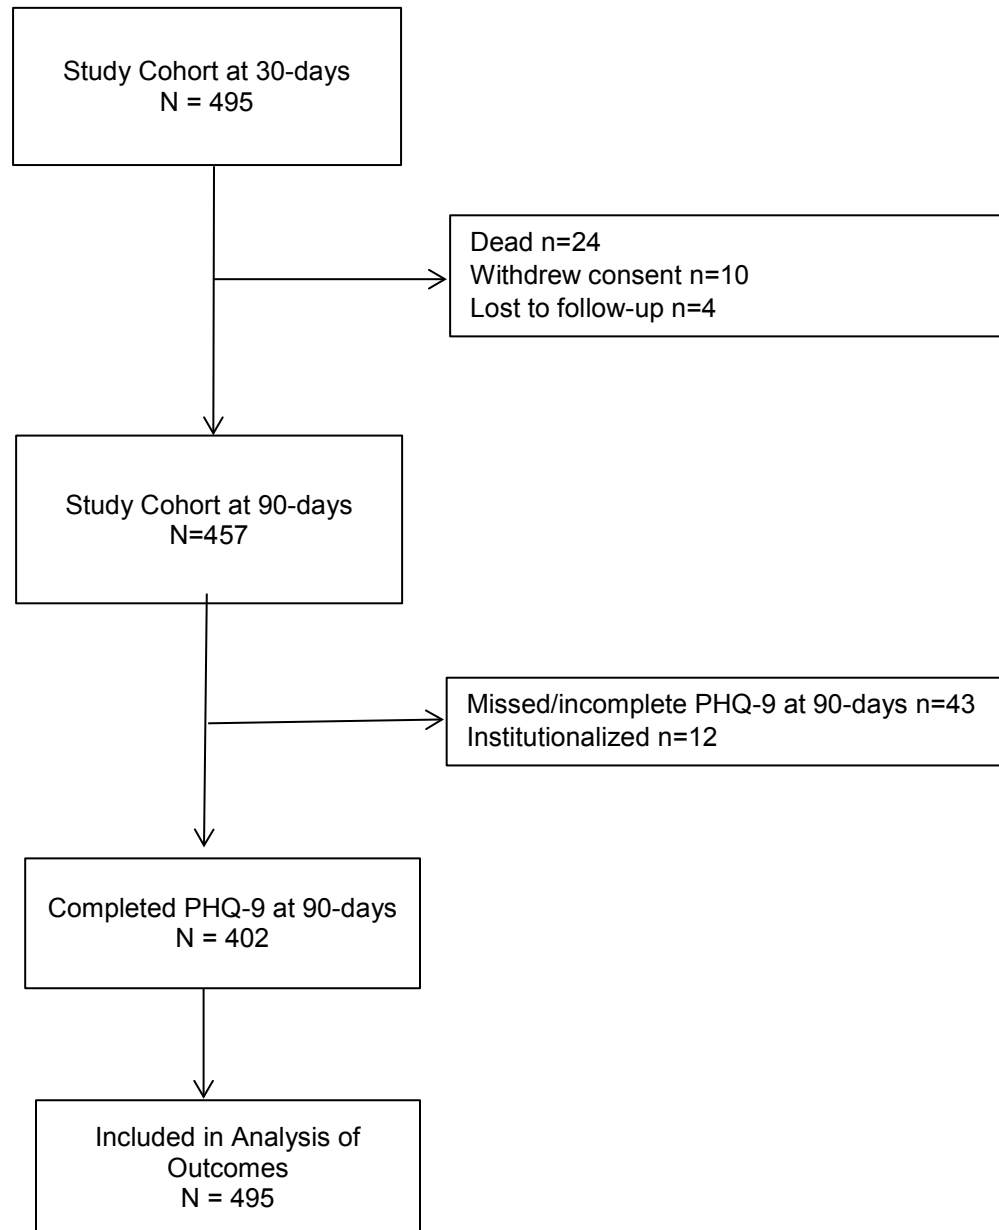 Study Cohort at 30-days
N = 495
Dead n=24
Withdrew consent n=10
Lost to follow-up n=4
Study Cohort at 90-days
N=457
Missed/incomplete PHQ-9 at 90-days n=43
Institutionalized n=12
Completed PHQ-9 at 90-days
N = 402
Included in Analysis of
Outcomes
N = 495